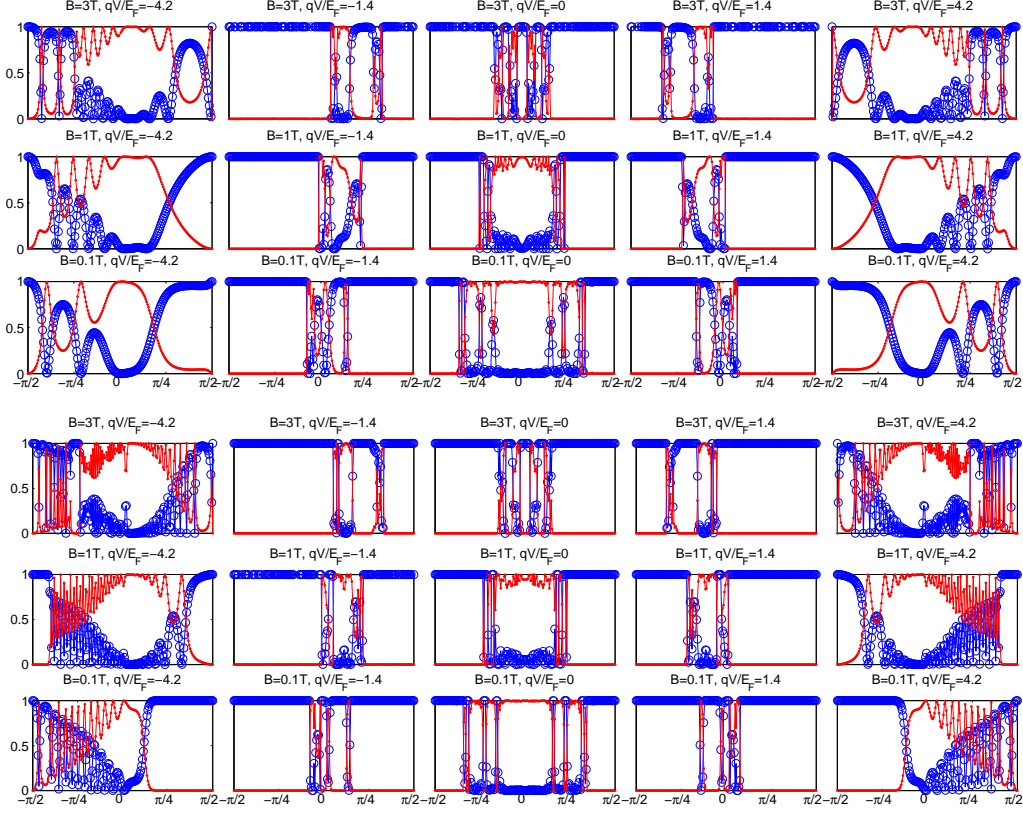 B=3T, qV/E_F=−4.2 B=3T, qV/E_F=−1.4 B=3T, qV/E_F=0 B=3T, qV/E_F=1.4 B=3T, qV/E_F=4.2
1
0.5
0
B=1T, qV/E_F=−4.2 B=1T, qV/E_F=−1.4 B=1T, qV/E_F=0 B=1T, qV/E_F=1.4 B=1T, qV/E_F=4.2
1
0.5
0
B=0.1T, qV/E_F=−4.2 B=0.1T, qV/E_F=−1.4 B=0.1T, qV/E_F=0 B=0.1T, qV/E_F=1.4 B=0.1T, qV/E_F=4.2
1
0.5
0
−π/2 −π/4 0 π/4 π/2 −π/2 −π/4 0 π/4 π/2 −π/2 −π/4 0 π/4 π/2 −π/2 −π/4 0 π/4 π/2 −π/2 −π/4 0 π/4 π/2
B=3T, qV/E_F=−4.2 B=3T, qV/E_F=−1.4 B=3T, qV/E_F=0 B=3T, qV/E_F=1.4 B=3T, qV/E_F=4.2
1
0.5
0
B=1T, qV/E_F=−4.2 B=1T, qV/E_F=−1.4 B=1T, qV/E_F=0 B=1T, qV/E_F=1.4 B=1T, qV/E_F=4.2
1
0.5
0
B=0.1T, qV/E_F=−4.2 B=0.1T, qV/E_F=−1.4 B=0.1T, qV/E_F=0 B=0.1T, qV/E_F=1.4 B=0.1T, qV/E_F=4.2
1
0.5
0
−π/2 −π/4 0 π/4 π/2 −π/2 −π/4 0 π/4 π/2 −π/2 −π/4 0 π/4 π/2 −π/2 −π/4 0 π/4 π/2 −π/2 −π/4 0 π/4 π/2